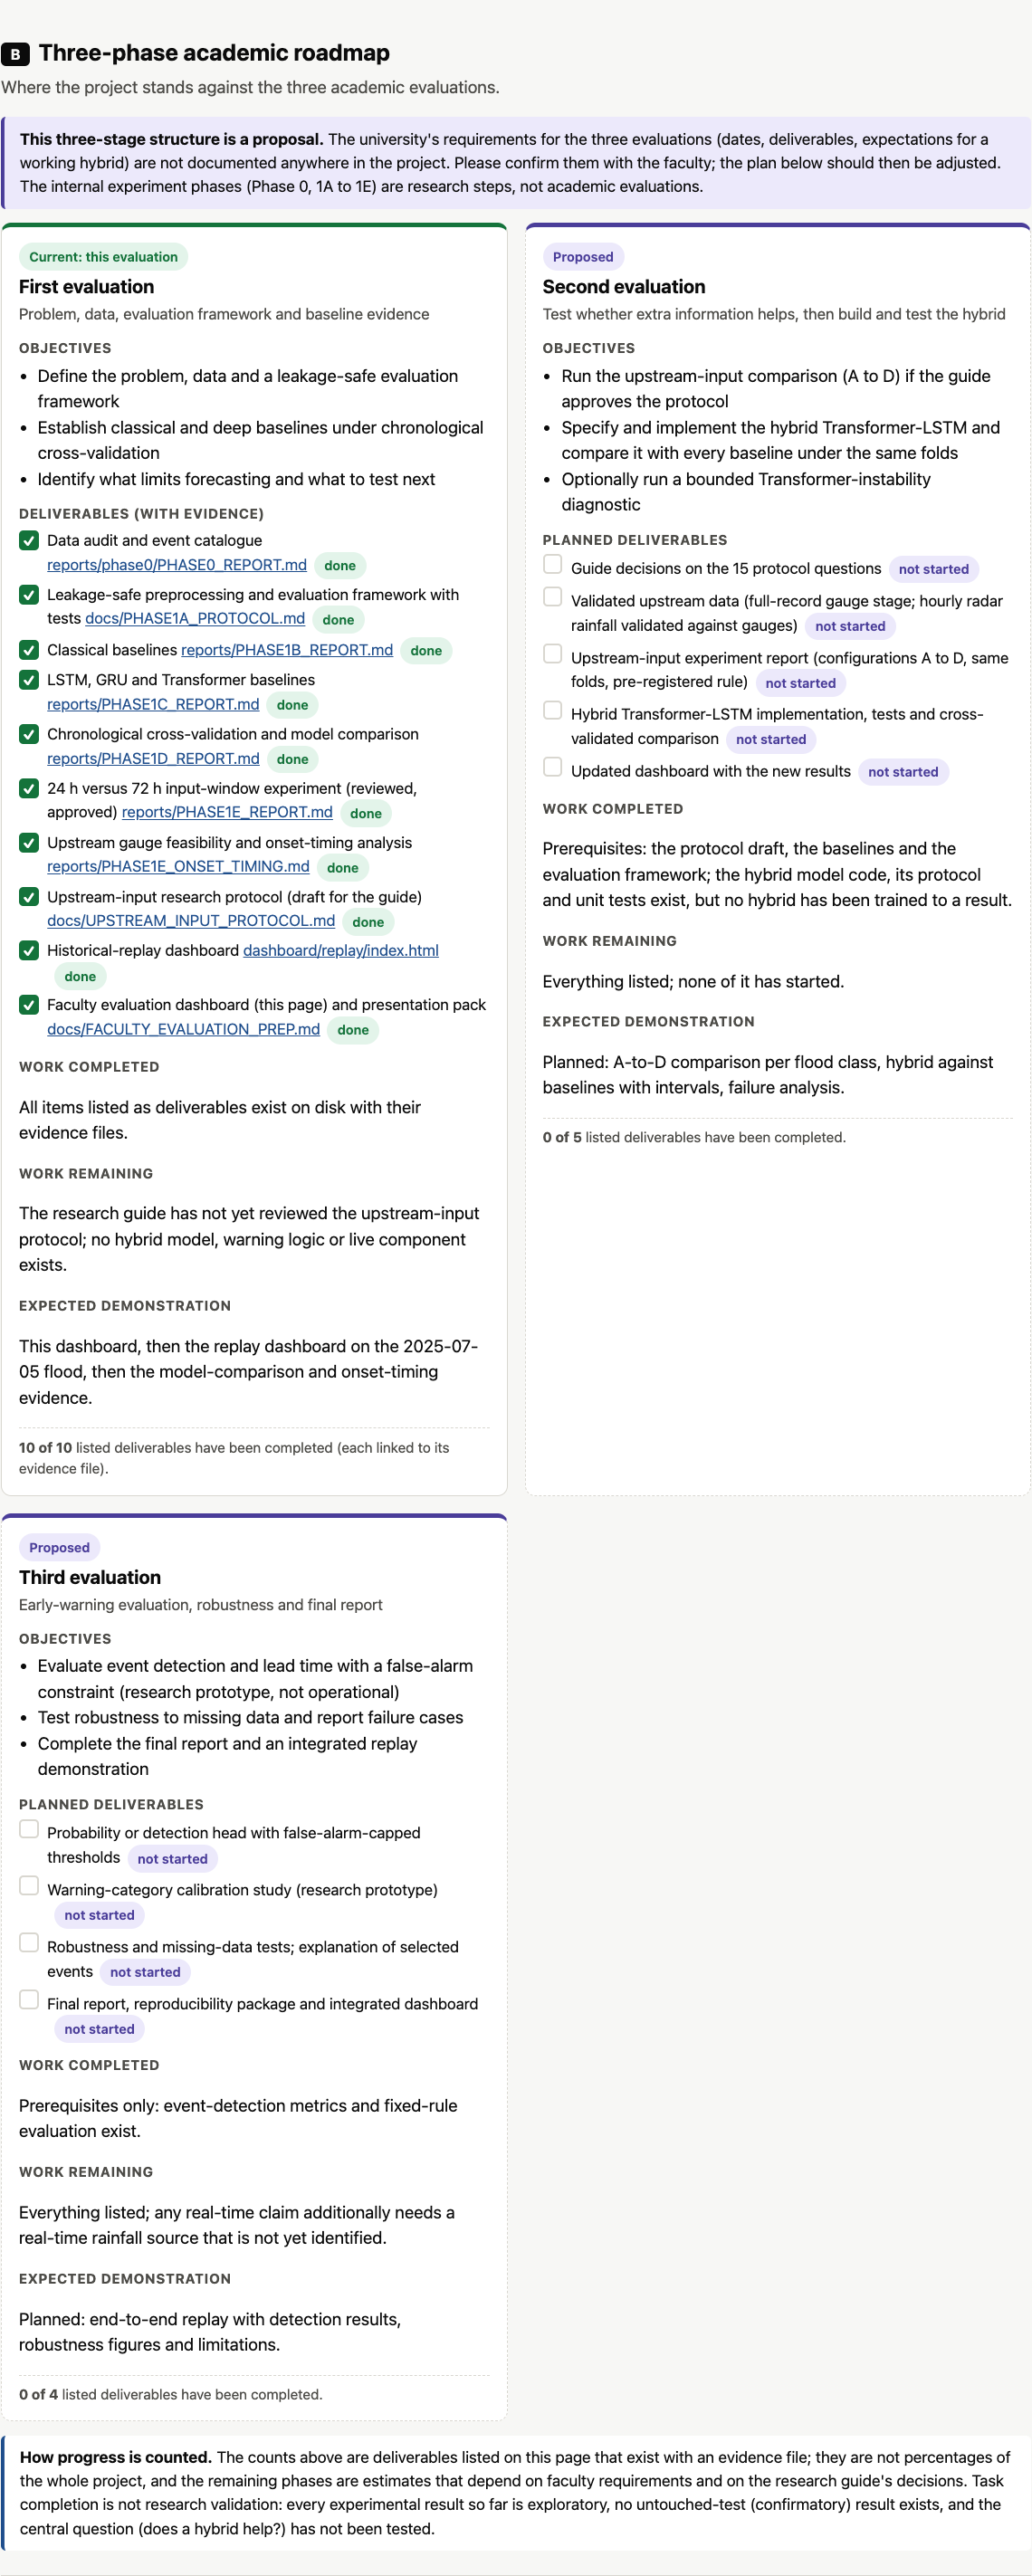 B Three-phase academic roadmap
Where the project stands against the three academic evaluations.
This three-stage structure is a proposal. The university's requirements for the three evaluations (dates, deliverables, expectations for a
working hybrid) are not documented anywhere in the project. Please confirm them with the faculty; the plan below should then be adjusted.
The internal experiment phases (Phase 0, 1A to 1E) are research steps, not academic evaluations.
Current: this evaluation
First evaluation
Problem, data, evaluation framework and baseline evidence
OBJECTIVES
• Define the problem, data and a leakage-safe evaluation
framework
• Establish classical and deep baselines under chronological
cross-validation
• Identify what limits forecasting and what to test next
DELIVERABLES (WITH EVIDENCE)
Data audit and event catalogue
reports/phase0/PHASE0_REPORT.md done
Leakage-safe preprocessing and evaluation framework with
tests docs/PHASE1A_PROTOCOL.md done
Classical baselines reports/PHASE1B_REPORT.md done
LSTM, GRU and Transformer baselines
reports/PHASE1C_REPORT.md done
Chronological cross-validation and model comparison
reports/PHASE1D_REPORT.md done
24 h versus 72 h input-window experiment (reviewed,
approved) reports/PHASE1E_REPORT.md done
Upstream gauge feasibility and onset-timing analysis
reports/PHASE1E_ONSET_TIMING.md done
Upstream-input research protocol (draft for the guide)
docs/UPSTREAM_INPUT_PROTOCOL.md done
Historical-replay dashboard dashboard/replay/index.html
done
Faculty evaluation dashboard (this page) and presentation pack
docs/FACULTY_EVALUATION_PREP.md done
WORK COMPLETED
All items listed as deliverables exist on disk with their
evidence files.
WORK REMAINING
The research guide has not yet reviewed the upstream-input
protocol; no hybrid model, warning logic or live component
exists.
EXPECTED DEMONSTRATION
This dashboard, then the replay dashboard on the 2025-07-
05 flood, then the model-comparison and onset-timing
evidence.
10 of 10 listed deliverables have been completed (each linked to its
evidence file).
Proposed
Second evaluation
Test whether extra information helps, then build and test the hybrid
OBJECTIVES
• Run the upstream-input comparison (A to D) if the guide
approves the protocol
• Specify and implement the hybrid Transformer-LSTM and
compare it with every baseline under the same folds
• Optionally run a bounded Transformer-instability
diagnostic
PLANNED DELIVERABLES
Guide decisions on the 15 protocol questions not started
Validated upstream data (full-record gauge stage; hourly radar
rainfall validated against gauges) not started
Upstream-input experiment report (configurations A to D, same
folds, pre-registered rule) not started
Hybrid Transformer-LSTM implementation, tests and cross-
validated comparison not started
Updated dashboard with the new results not started
WORK COMPLETED
Prerequisites: the protocol draft, the baselines and the
evaluation framework; the hybrid model code, its protocol
and unit tests exist, but no hybrid has been trained to a result.
WORK REMAINING
Everything listed; none of it has started.
EXPECTED DEMONSTRATION
Planned: A-to-D comparison per flood class, hybrid against
baselines with intervals, failure analysis.
0 of 5 listed deliverables have been completed.
Proposed
Third evaluation
Early-warning evaluation, robustness and final report
OBJECTIVES
• Evaluate event detection and lead time with a false-alarm
constraint (research prototype, not operational)
• Test robustness to missing data and report failure cases
• Complete the final report and an integrated replay
demonstration
PLANNED DELIVERABLES
Probability or detection head with false-alarm-capped
thresholds not started
Warning-category calibration study (research prototype)
not started
Robustness and missing-data tests; explanation of selected
events not started
Final report, reproducibility package and integrated dashboard
not started
WORK COMPLETED
Prerequisites only: event-detection metrics and fixed-rule
evaluation exist.
WORK REMAINING
Everything listed; any real-time claim additionally needs a
real-time rainfall source that is not yet identified.
EXPECTED DEMONSTRATION
Planned: end-to-end replay with detection results,
robustness figures and limitations.
0 of 4 listed deliverables have been completed.
How progress is counted. The counts above are deliverables listed on this page that exist with an evidence file; they are not percentages of
the whole project, and the remaining phases are estimates that depend on faculty requirements and on the research guide's decisions. Task
completion is not research validation: every experimental result so far is exploratory, no untouched-test (confirmatory) result exists, and the
central question (does a hybrid help?) has not been tested.